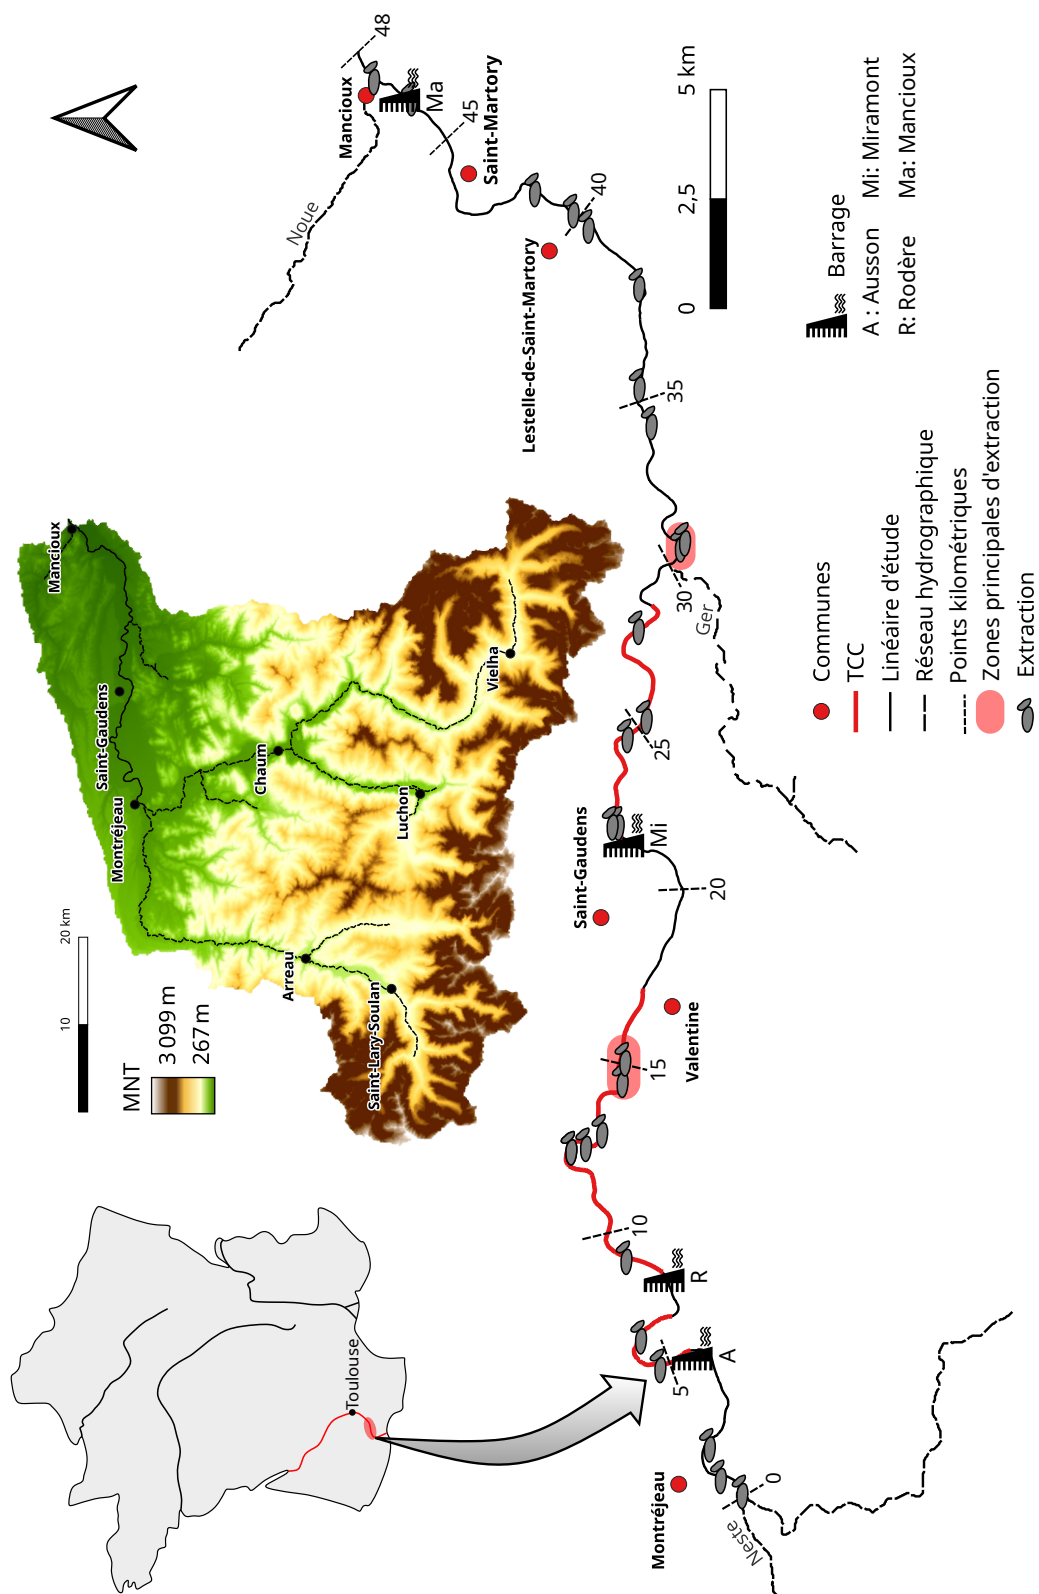 Toulouse
MNT
3 099 m
267 m
10
20 km
Mancioux
Saint-Gaudens
Montréjeau
Chaum
Luchon
Vielha
Arreau
Saint-Lary-Soulan
Montréjeau
Neste
0
5
A
R
10
15
Valentine
Saint-Gaudens
20
Mi
25
30
Ger
35
Lestelle-de-Saint-Martory
40
Saint-Martory
45
Ma
Mancioux
48
Noue
0
2,5
5 km
Communes
TCC
Linéaire d'étude
Réseau hydrographique
Points kilométriques
Zones principales d'extraction
Extraction
Barrage
A : Ausson Mi: Miramont
R: Rodère Ma: Mancioux